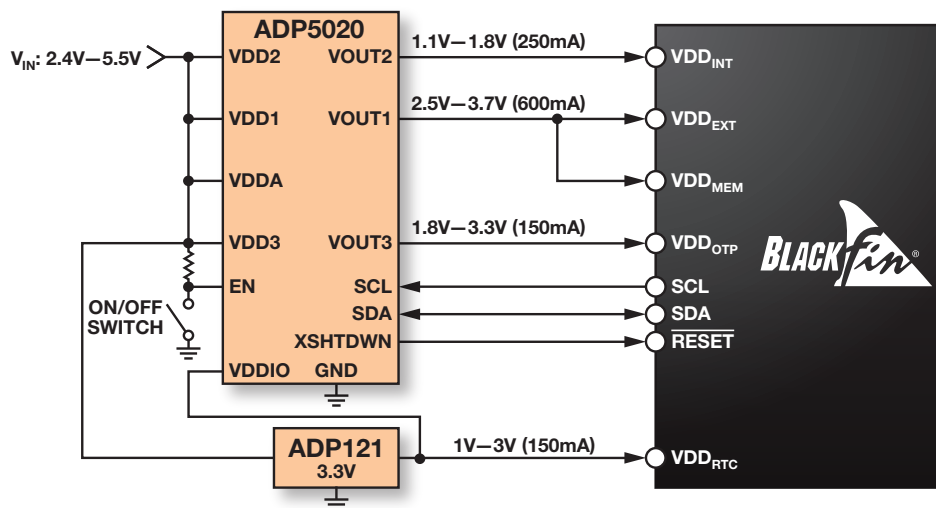 ADP5020
V_IN: 2.4V—5.5V
VDD2
VOUT2
1.1V—1.8V (250mA)
VDD_INT
VDD1
VOUT1
2.5V—3.7V (600mA)
VDD_EXT
VDDA
VDD_MEM
VDD3
VOUT3
1.8V—3.3V (150mA)
VDD_OTP
BLACKfin®
EN
SCL
SCL
ON/OFF
SWITCH
SDA
SDA
XSHTDWN
RESET
VDDIO
GND
ADP121
3.3V
1V—3V (150mA)
VDD_RTC